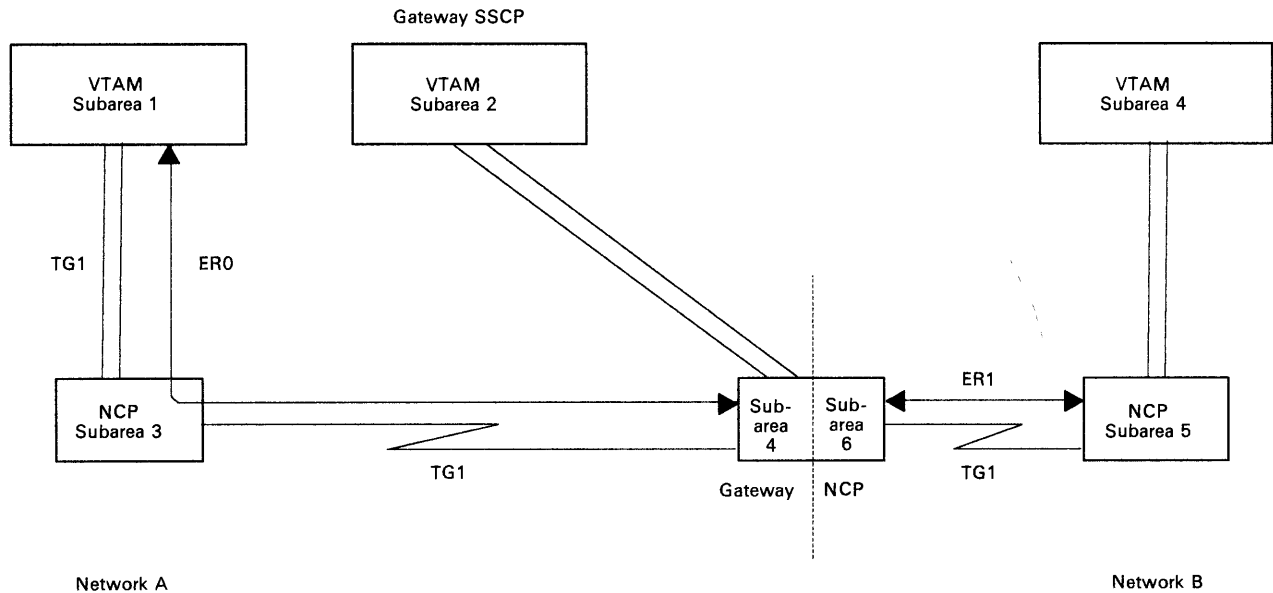 Gateway SSCP
VTAM
Subarea 1
VTAM
Subarea 2
VTAM
Subarea 4
TG1
ER0
NCP
Subarea 3
TG1
Sub-
area
4
Sub-
area
6
Gateway NCP
ER1
TG1
NCP
Subarea 5
Network A
Network B